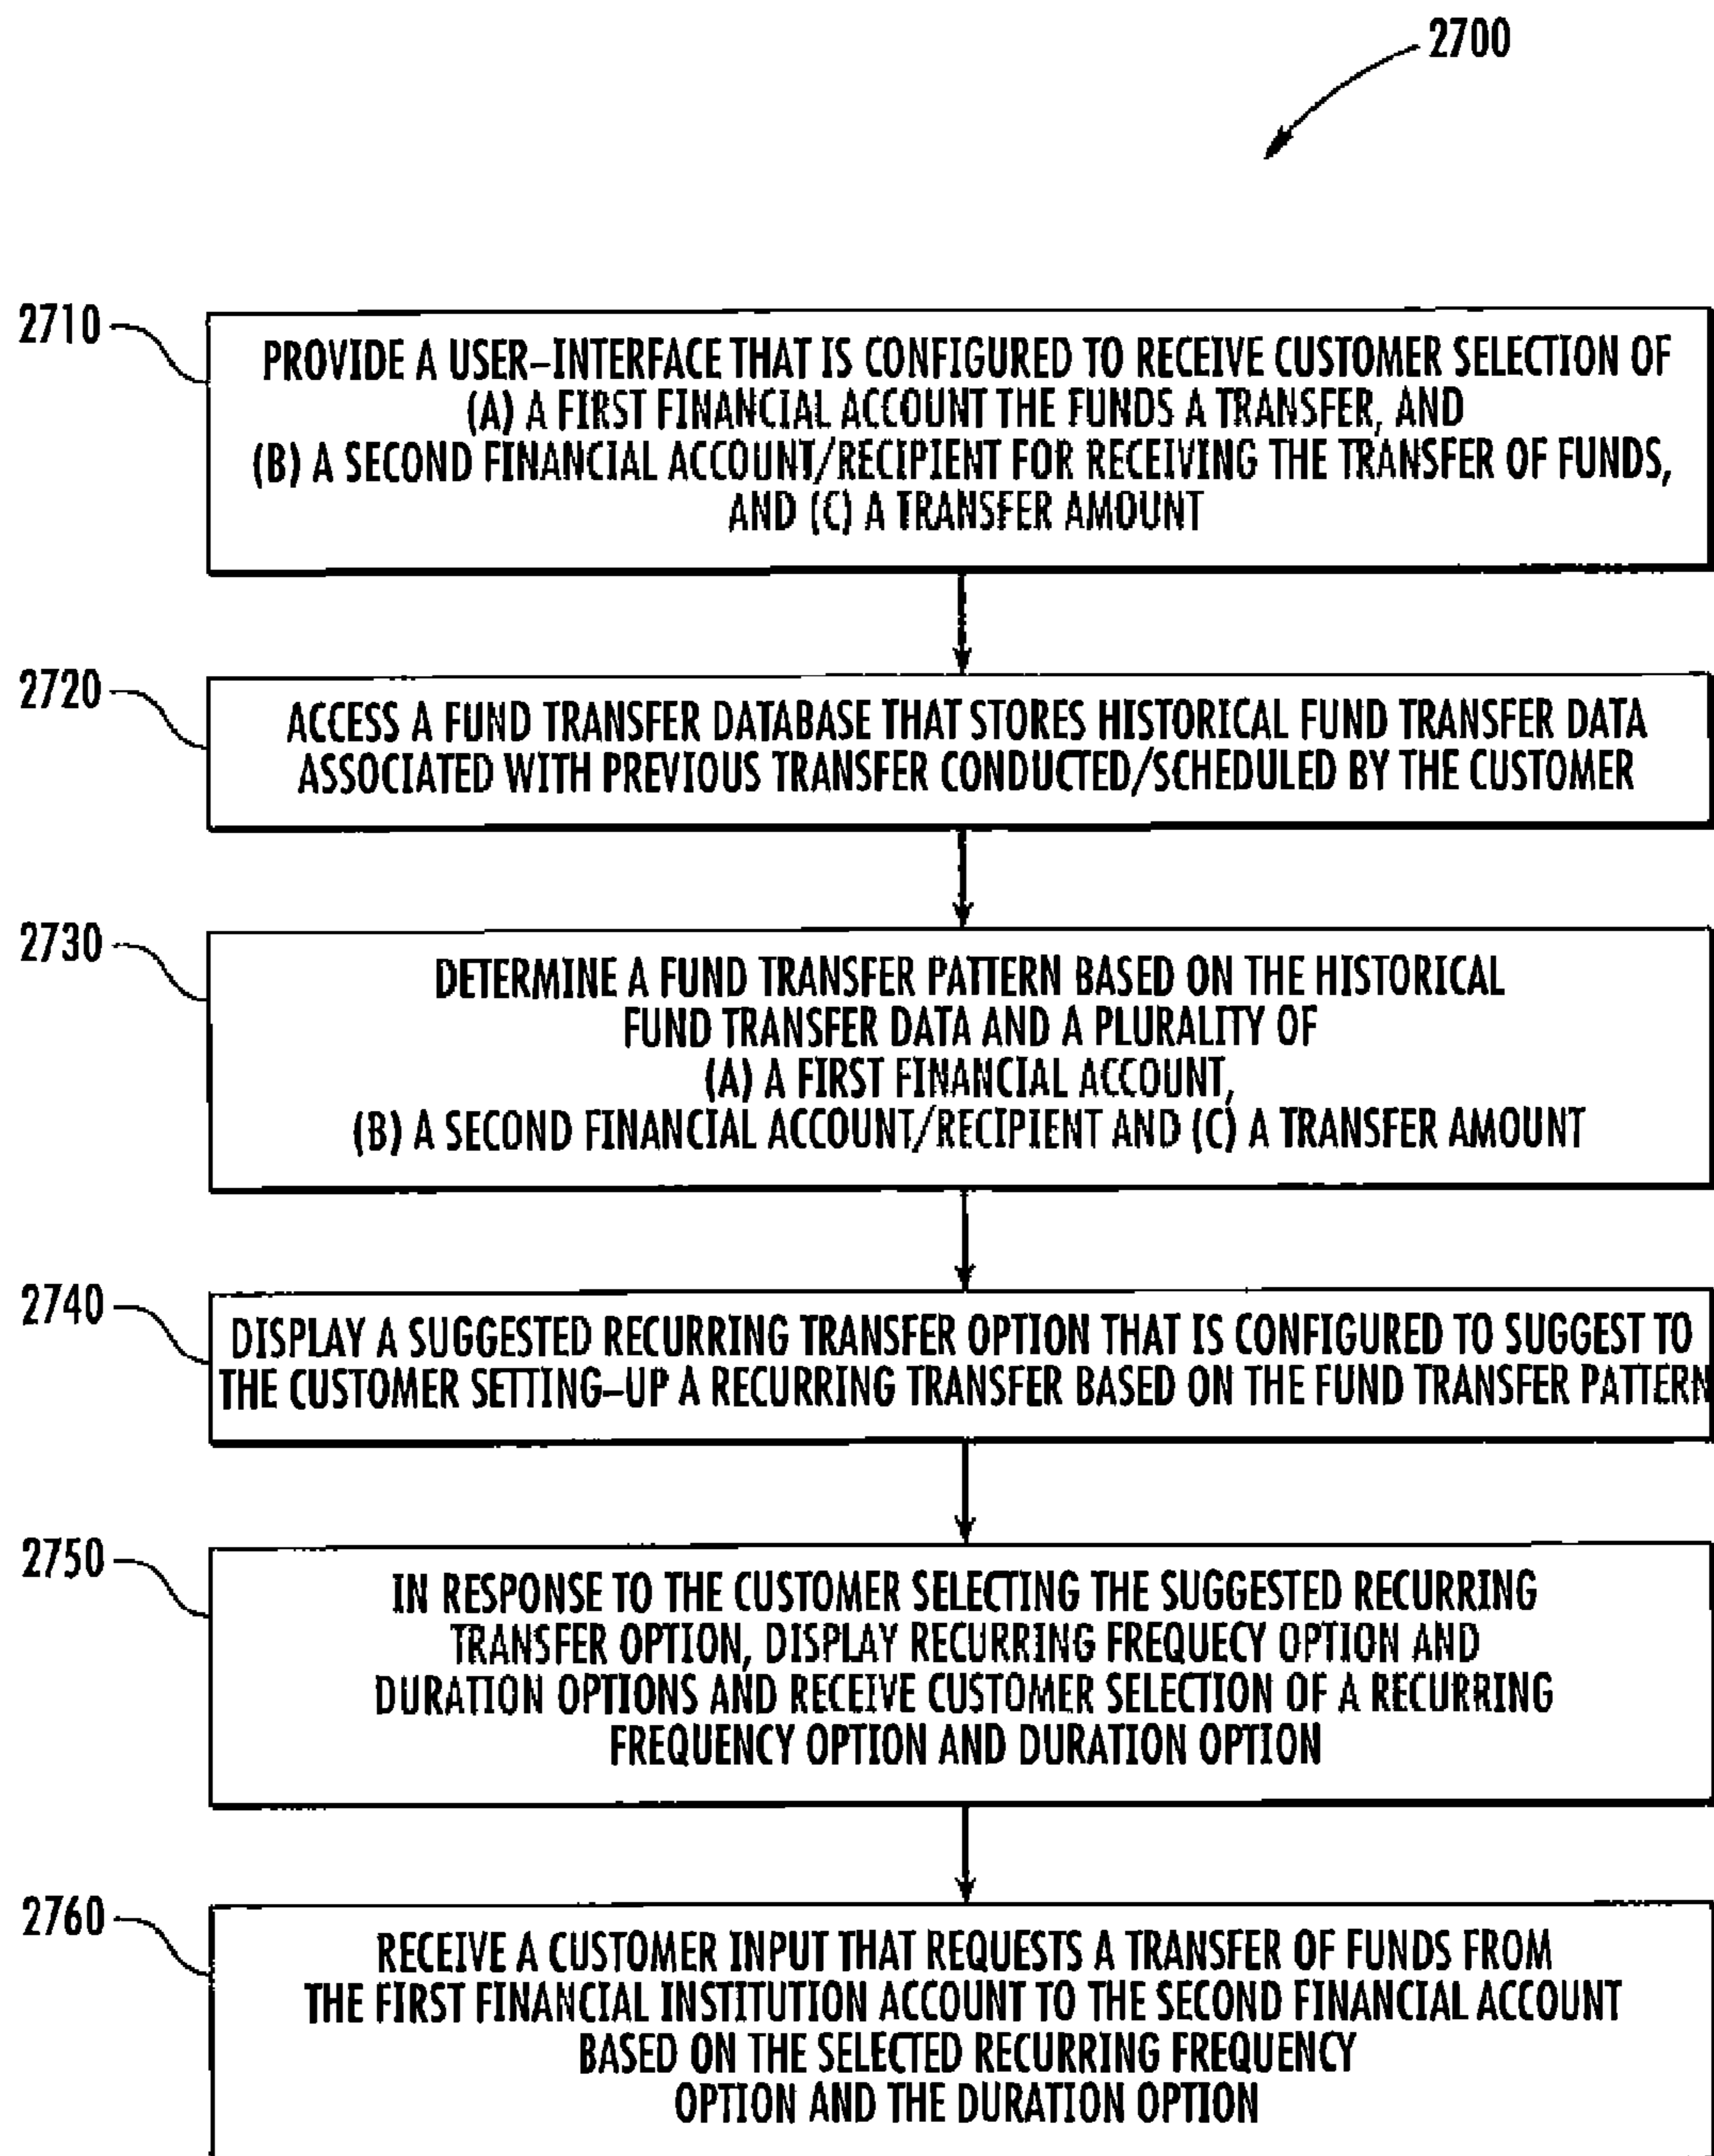 2700
2710
PROVIDE A USER-INTERFACE THAT IS CONFIGURED TO RECEIVE CUSTOMER SELECTION OF
(A) A FIRST FINANCIAL ACCOUNT THE FUNDS A TRANSFER, AND
(B) A SECOND FINANCIAL ACCOUNT/RECIPIENT FOR RECEIVING THE TRANSFER OF FUNDS,
AND (C) A TRANSFER AMOUNT
2720
ACCESS A FUND TRANSFER DATABASE THAT STORES HISTORICAL FUND TRANSFER DATA
ASSOCIATED WITH PREVIOUS TRANSFER CONDUCTED/SCHEDULED BY THE CUSTOMER
2730
DETERMINE A FUND TRANSFER PATTERN BASED ON THE HISTORICAL
FUND TRANSFER DATA AND A PLURALITY OF
(A) A FIRST FINANCIAL ACCOUNT,
(B) A SECOND FINANCIAL ACCOUNT/RECIPIENT AND (C) A TRANSFER AMOUNT
2740
DISPLAY A SUGGESTED RECURRING TRANSFER OPTION THAT IS CONFIGURED TO SUGGEST TO
THE CUSTOMER SETTING-UP A RECURRING TRANSFER BASED ON THE FUND TRANSFER PATTERN
2750
IN RESPONSE TO THE CUSTOMER SELECTING THE SUGGESTED RECURRING
TRANSFER OPTION, DISPLAY RECURRING FREQUECY OPTION AND
DURATION OPTIONS AND RECEIVE CUSTOMER SELECTION OF A RECURRING
FREQUENCY OPTION AND DURATION OPTION
2760
RECEIVE A CUSTOMER INPUT THAT REQUESTS A TRANSFER OF FUNDS FROM
THE FIRST FINANCIAL INSTITUTION ACCOUNT TO THE SECOND FINANCIAL ACCOUNT
BASED ON THE SELECTED RECURRING FREQUENCY
OPTION AND THE DURATION OPTION